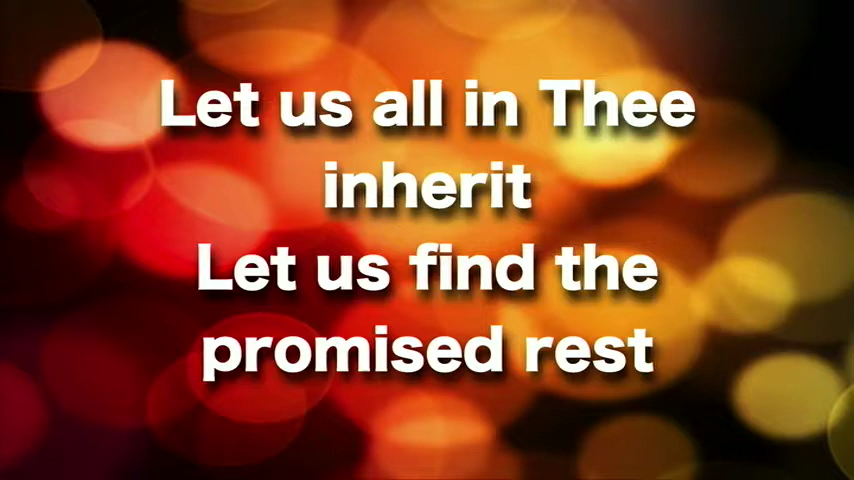 Let us all in Thee
inherit
Let us find the
promised rest